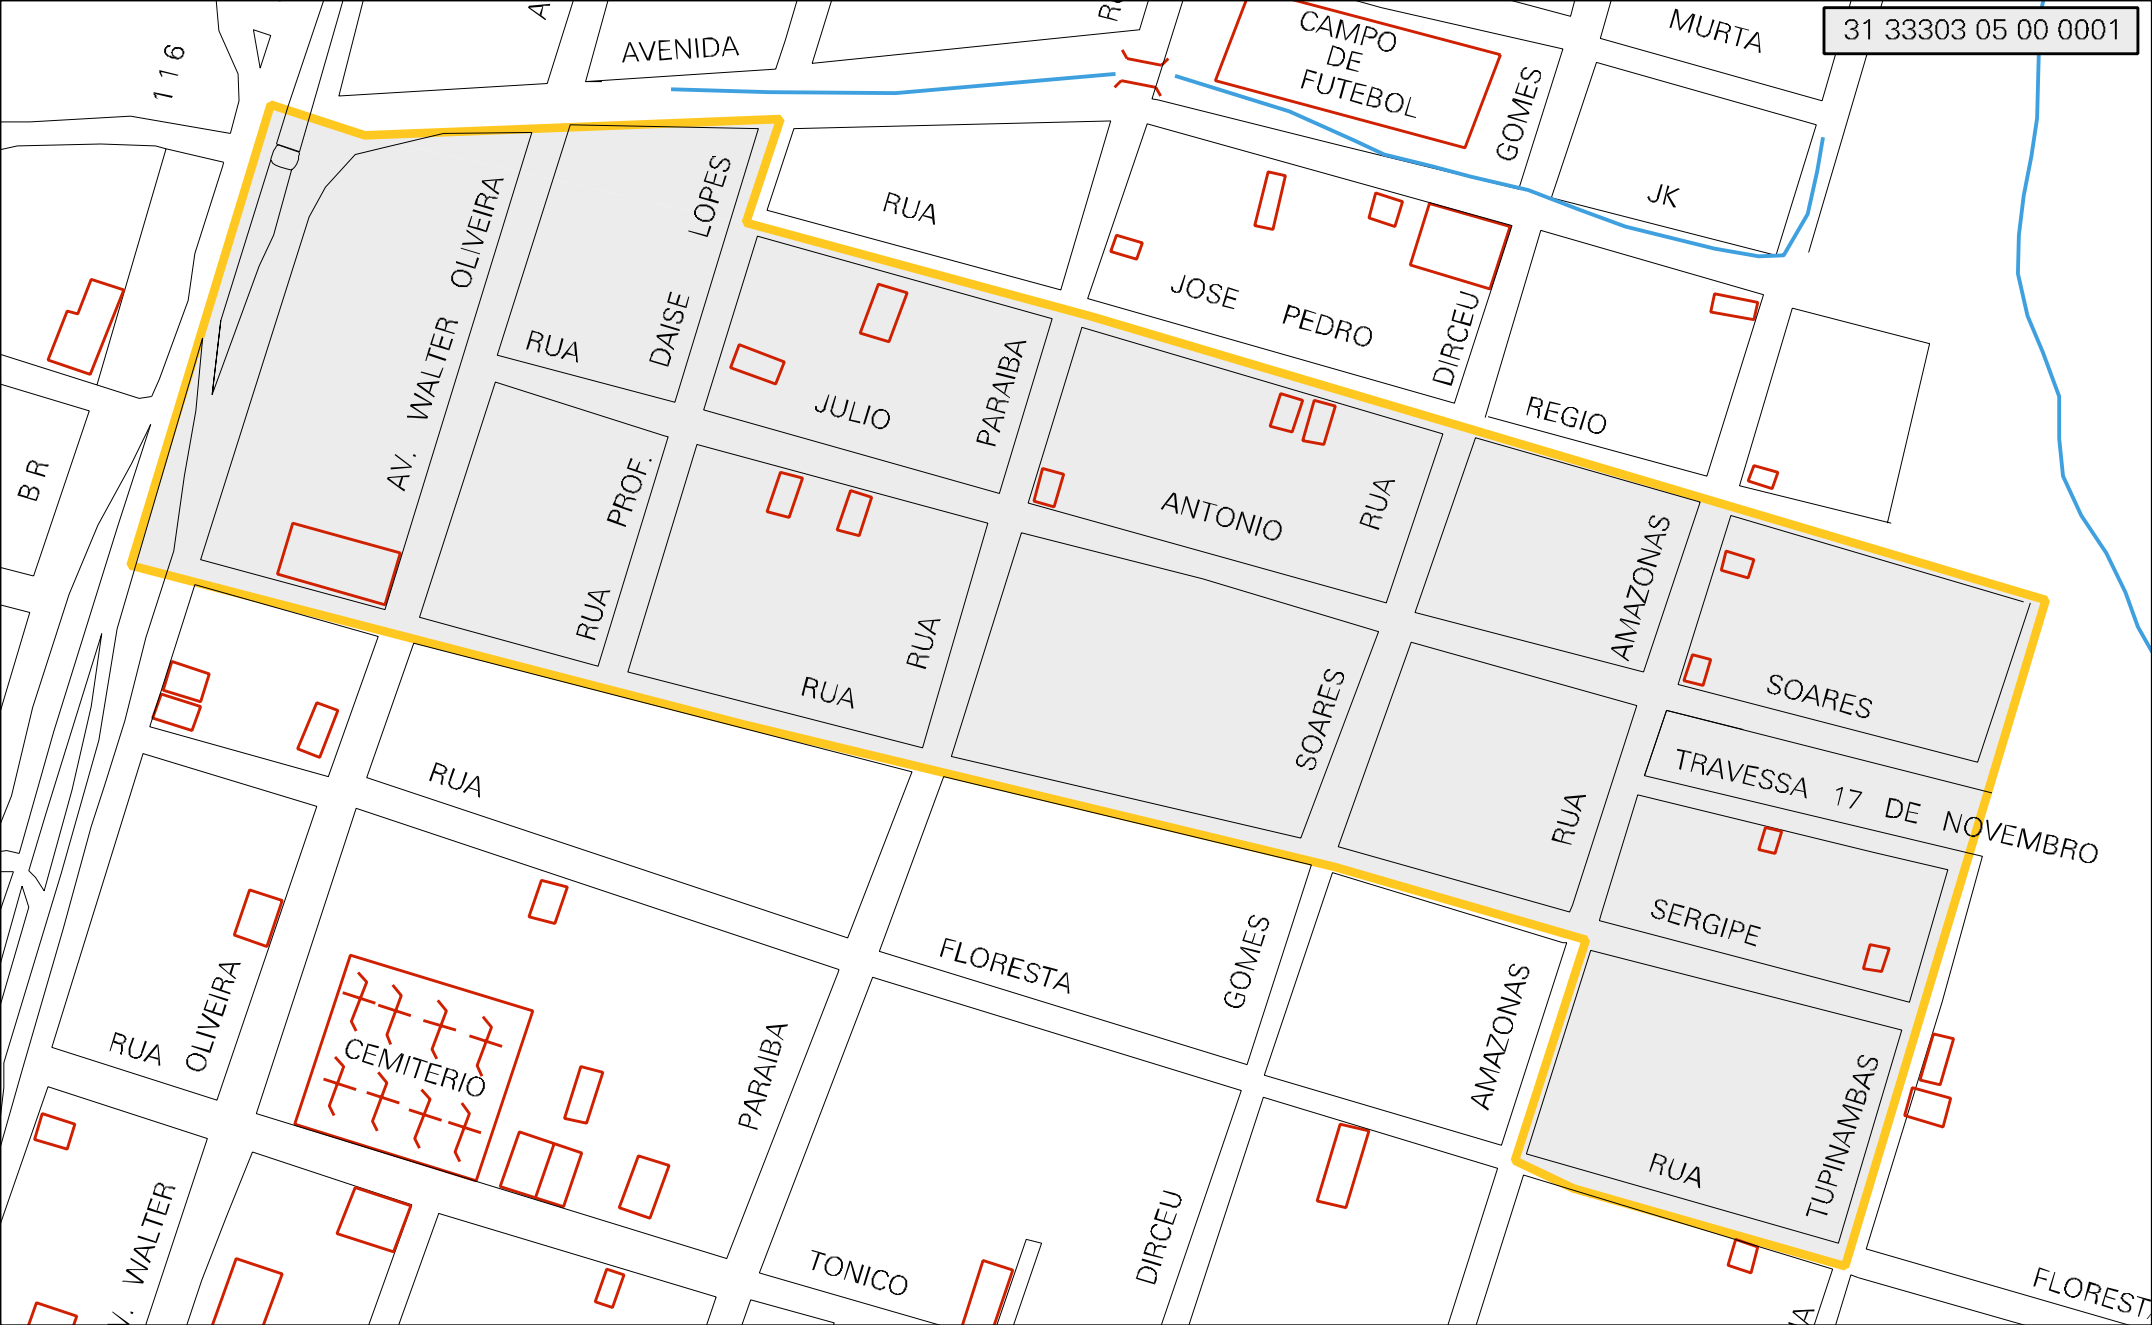 31 33303 05 00 0001
MURTA
AVENIDA
CAMPO
DE
FUTEBOL
GOMES
116
JK
RUA
LOPES
AV. WALTER OLIVEIRA
JOSE PEDRO
DIRCEU
RUA
DAISE
JULIO
PARAIBA
REGIO
BR
PROF.
RUA
ANTONIO
RUA
AMAZONAS
RUA
RUA
SOARES
SOARES
RUA
RUA
TRAVESSA 17 DE NOVEMBRO
RUA
SERGIPE
FLORESTA
GOMES
AMAZONAS
OLIVEIRA
RUA
CEMITERIO
PARAIBA
TUPINAMBAS
RUA
WALTER
DIRCEU
TONICO
FLORESTA